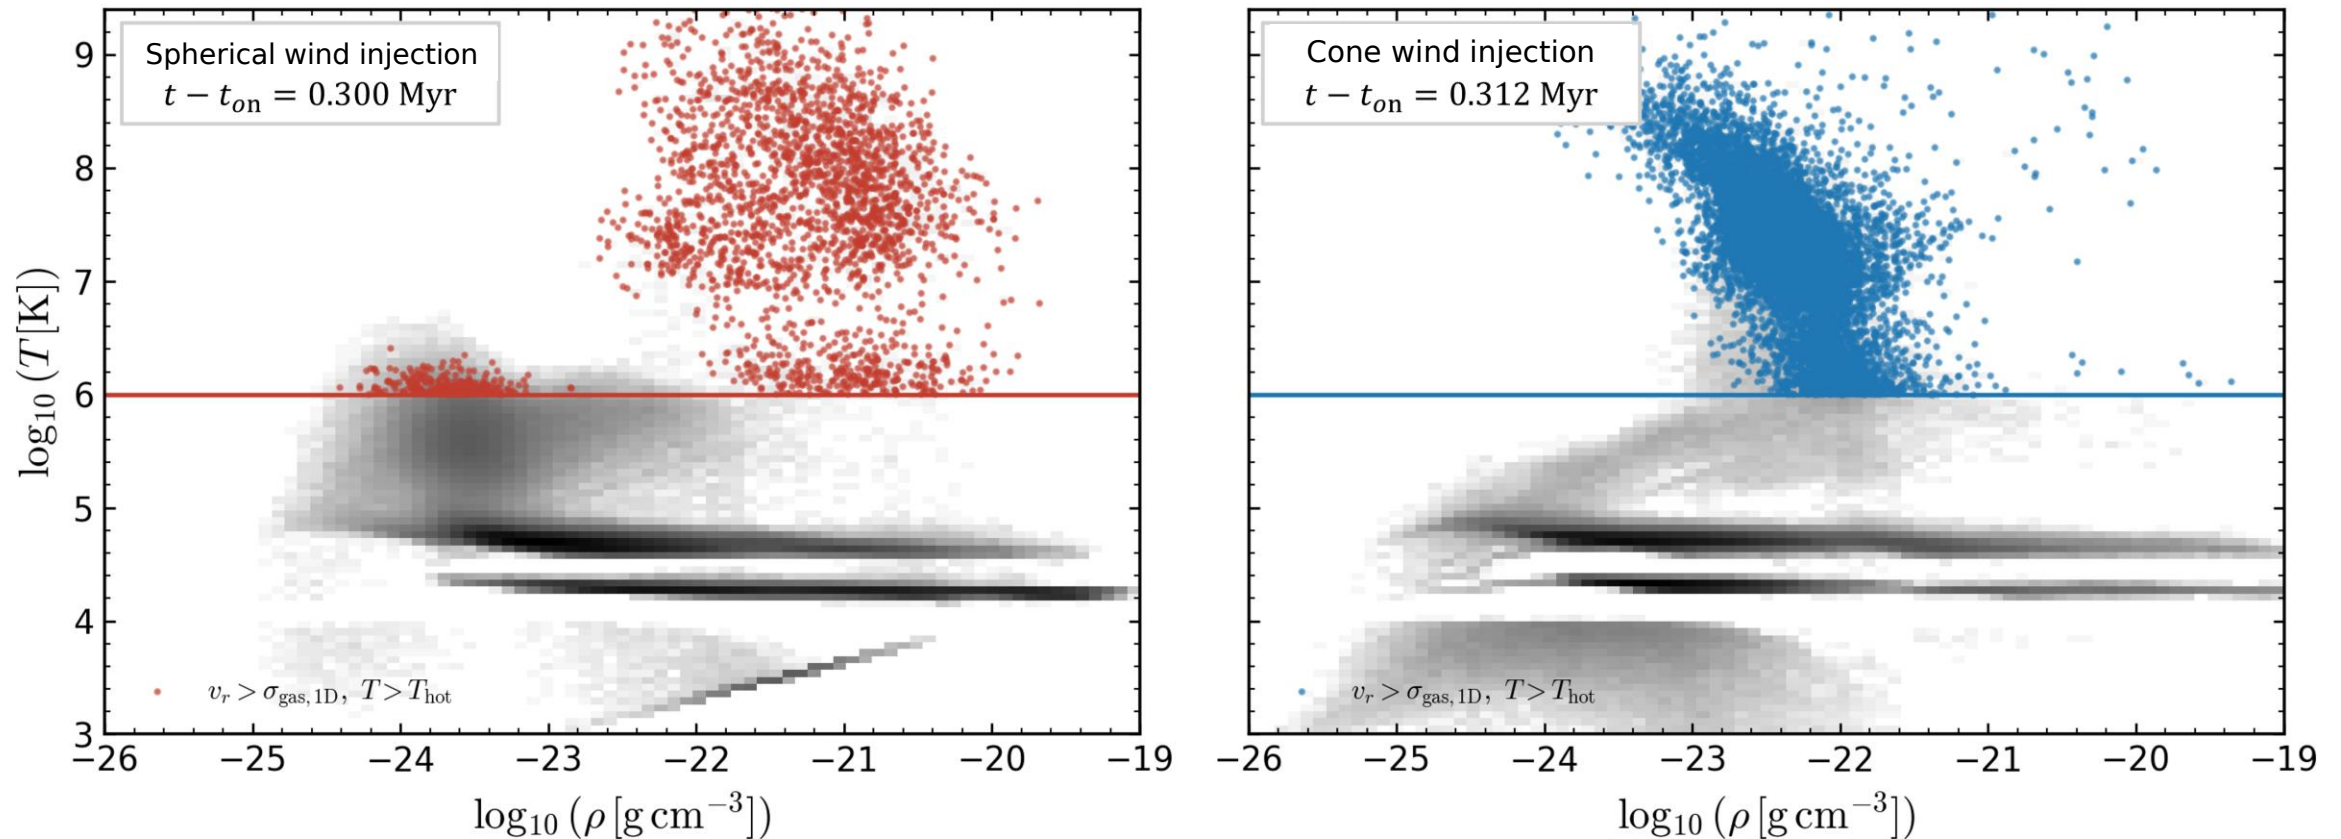 Spherical wind injection
t − t_on = 0.300 Myr
9
8
7
6
5
4
3
log₁₀ (T [K])
v_r > σ_gas, 1D, T > T_hot
−26
−25
−24
−23
−22
−21
−20
−19
log₁₀ (ρ [g cm⁻³])
Cone wind injection
t − t_on = 0.312 Myr
v_r > σ_gas, 1D, T > T_hot
−26
−25
−24
−23
−22
−21
−20
−19
log₁₀ (ρ [g cm⁻³])